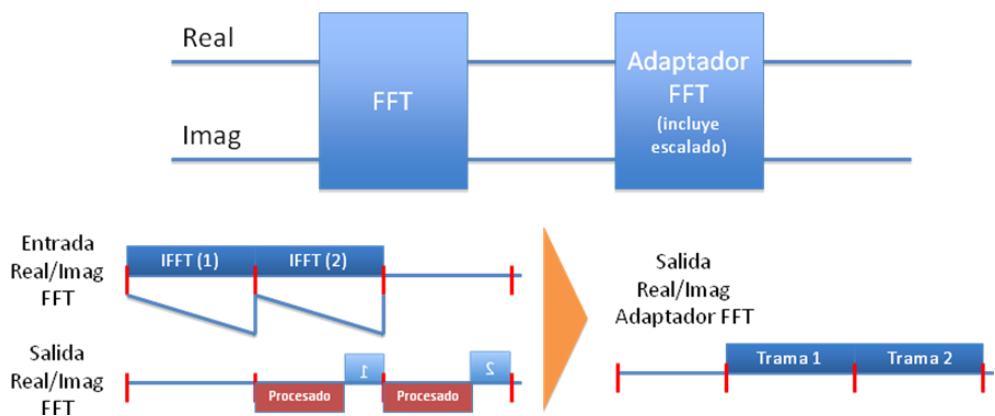 Real
Imag
FFT
Adaptador
FFT
(incluye
escalado)
Entrada
Real/Imag
FFT
IFFT (1)
IFFT (2)
Salida
Real/Imag
FFT
Procesado
1
Procesado
2
Salida
Real/Imag
Adaptador FFT
Trama 1
Trama 2